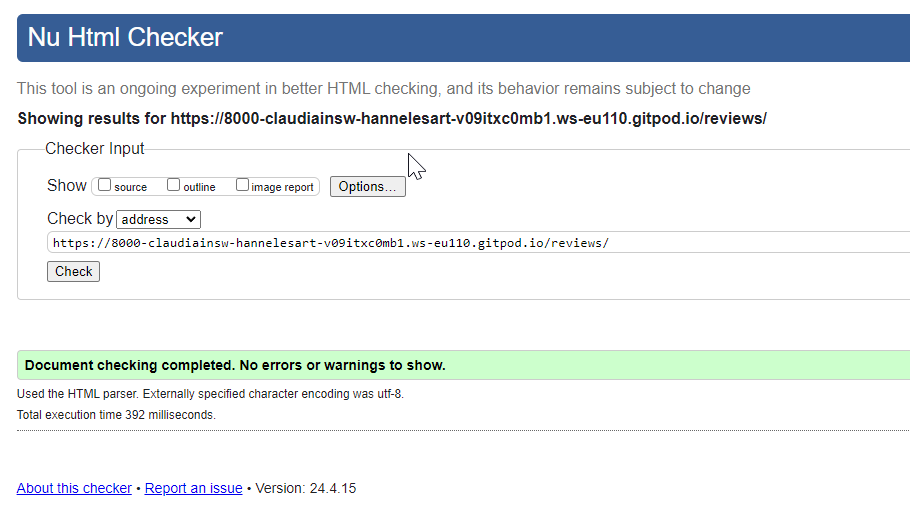 Nu Html Checker
This tool is an ongoing experiment in better HTML checking, and its behavior remains subject to change
Showing results for https://8000-claudiainsw-hannelesart-v09itxc0mb1.ws-eu110.gitpod.io/reviews/
Checker Input
Show source outline image report Options...
Check by address
https://8000-claudiainsw-hannelesart-v09itxc0mb1.ws-eu110.gitpod.io/reviews/
Check
Document checking completed. No errors or warnings to show.
Used the HTML parser. Externally specified character encoding was utf-8.
Total execution time 392 milliseconds.
About this checker • Report an issue • Version: 24.4.15